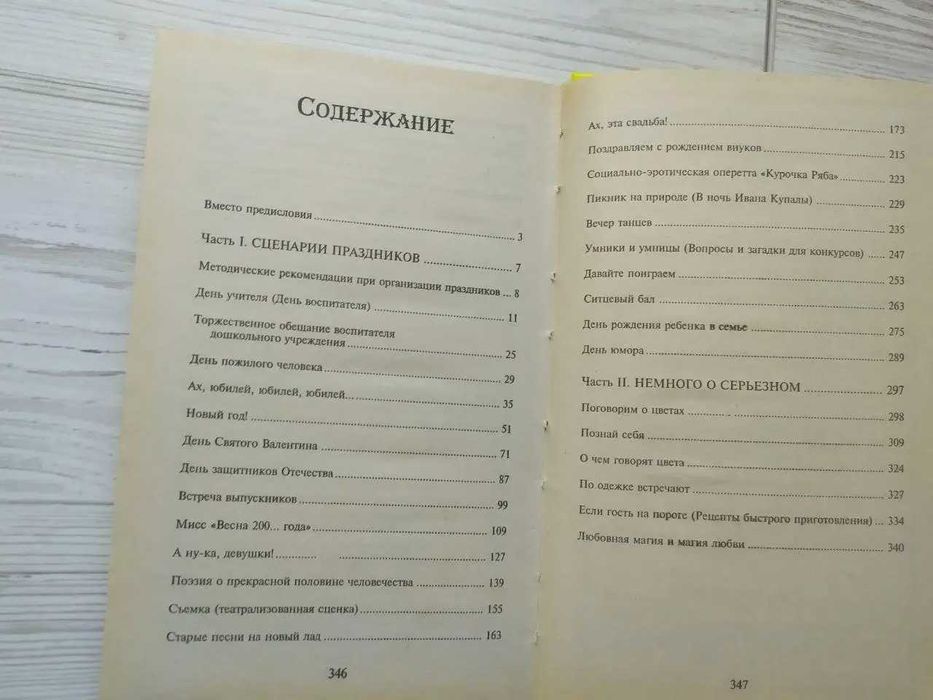 СОДЕРЖАНИЕ
Вместо предисловия ........ 3
Часть I. СЦЕНАРИИ ПРАЗДНИКОВ ........ 7
Методические рекомендации при организации праздников ... 8
День учителя (День воспитателя) ........ 11
Торжественное обещание воспитателя
дошкольного учреждения ........ 25
День пожилого человека ........ 29
Ах, юбилей, юбилей, юбилей... ........ 35
Новый год! ........ 51
День Святого Валентина ........ 71
День защитников Отечества ........ 87
Встреча выпускников ........ 99
Мисс «Весна 200... года» ........ 109
А ну-ка, девушки! ........ 127
Поэзия о прекрасной половине человечества ........ 139
Съемка (театрализованная сценка) ........ 155
Старые песни на новый лад ........ 163
346
Ах, эта свадьба! ........ 173
Поздравляем с рождением внуков ........ 215
Социально-эротическая оперетта «Курочка Ряба» ........ 223
Пикник на природе (В ночь Ивана Купалы) ........ 229
Вечер танцев ........ 235
Умники и умницы (Вопросы и загадки для конкурсов) ..... 247
Давайте поиграем ........ 253
Ситцевый бал ........ 263
День рождения ребенка в семье ........ 275
День юмора ........ 289
Часть II. НЕМНОГО О СЕРЬЕЗНОМ ........ 297
Поговорим о цветах ........ 298
Познай себя ........ 309
О чем говорят цвета ........ 324
По одежке встречают ........ 327
Если гость на пороге (Рецепты быстрого приготовления) ... 334
Любовная магия и магия любви ........ 340
347